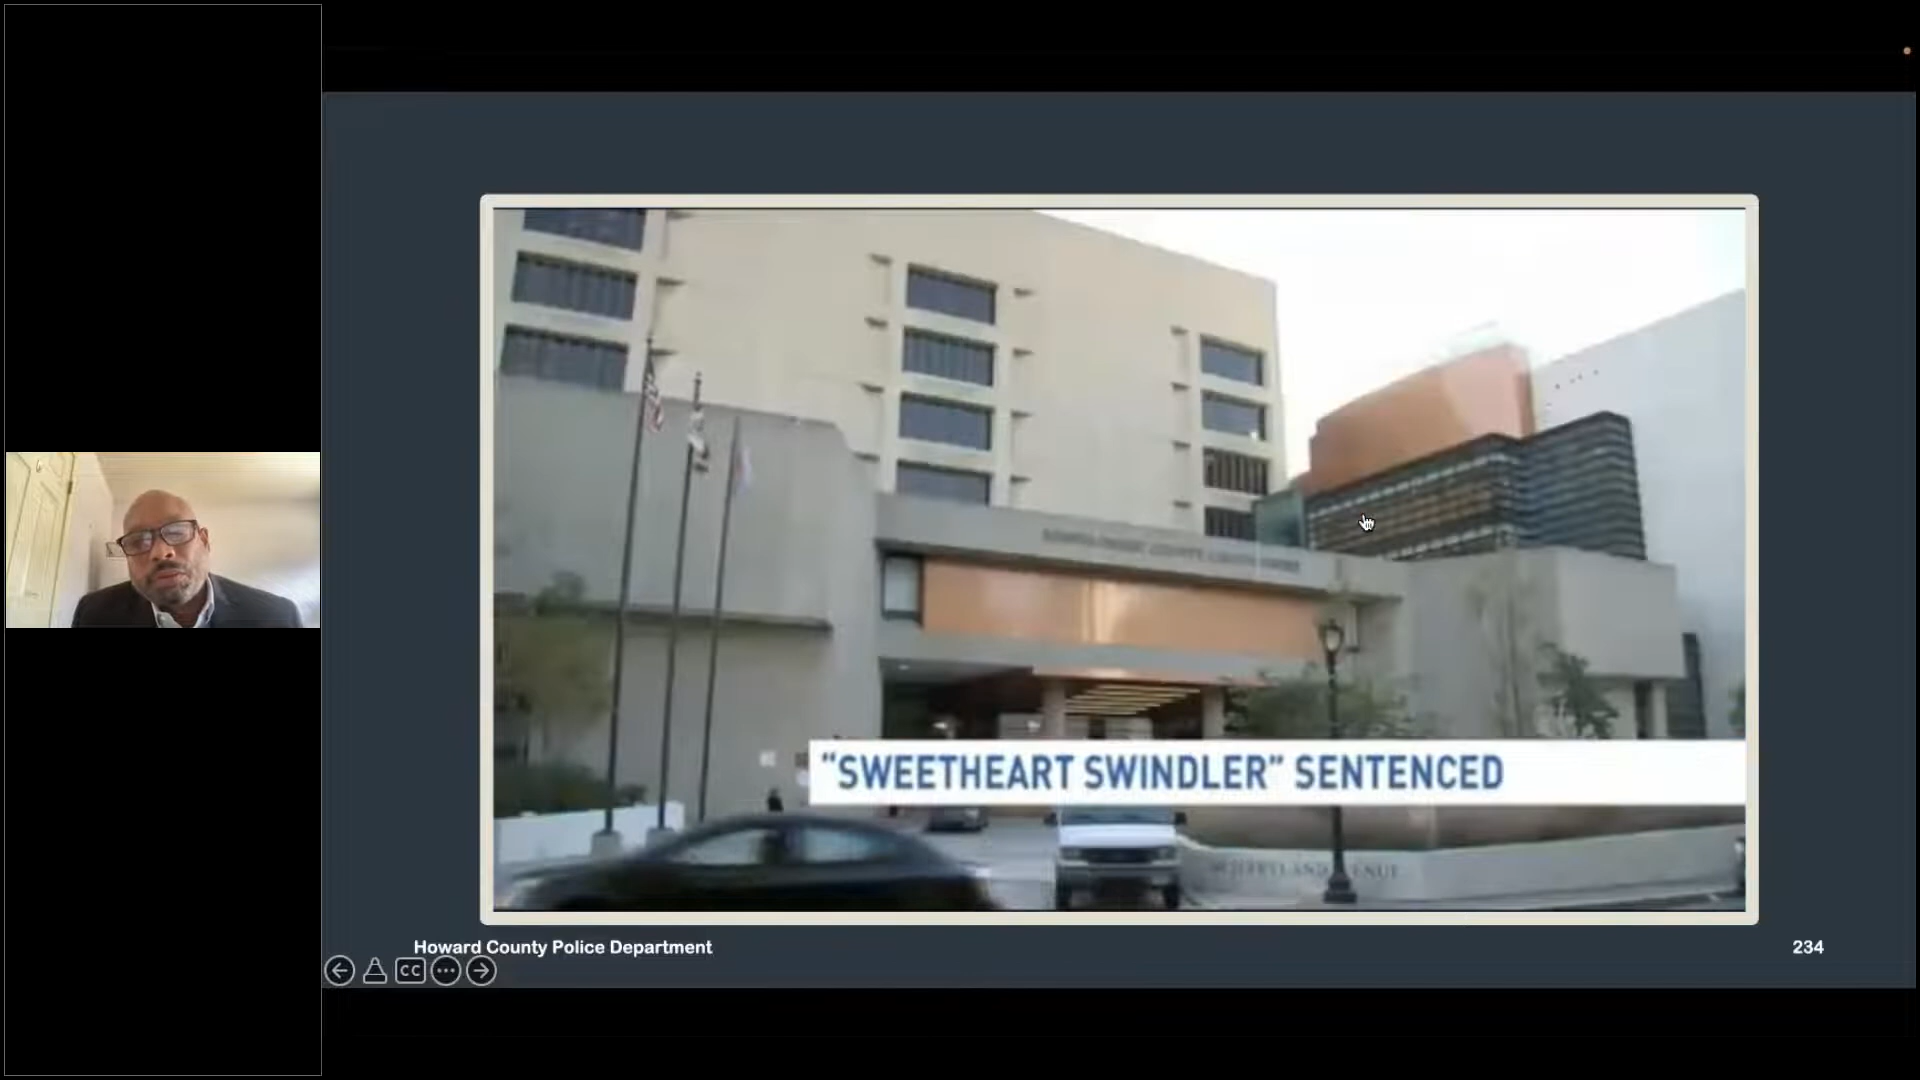 “SWEETHEART SWINDLER” SENTENCED
Howard County Police Department
234
CC